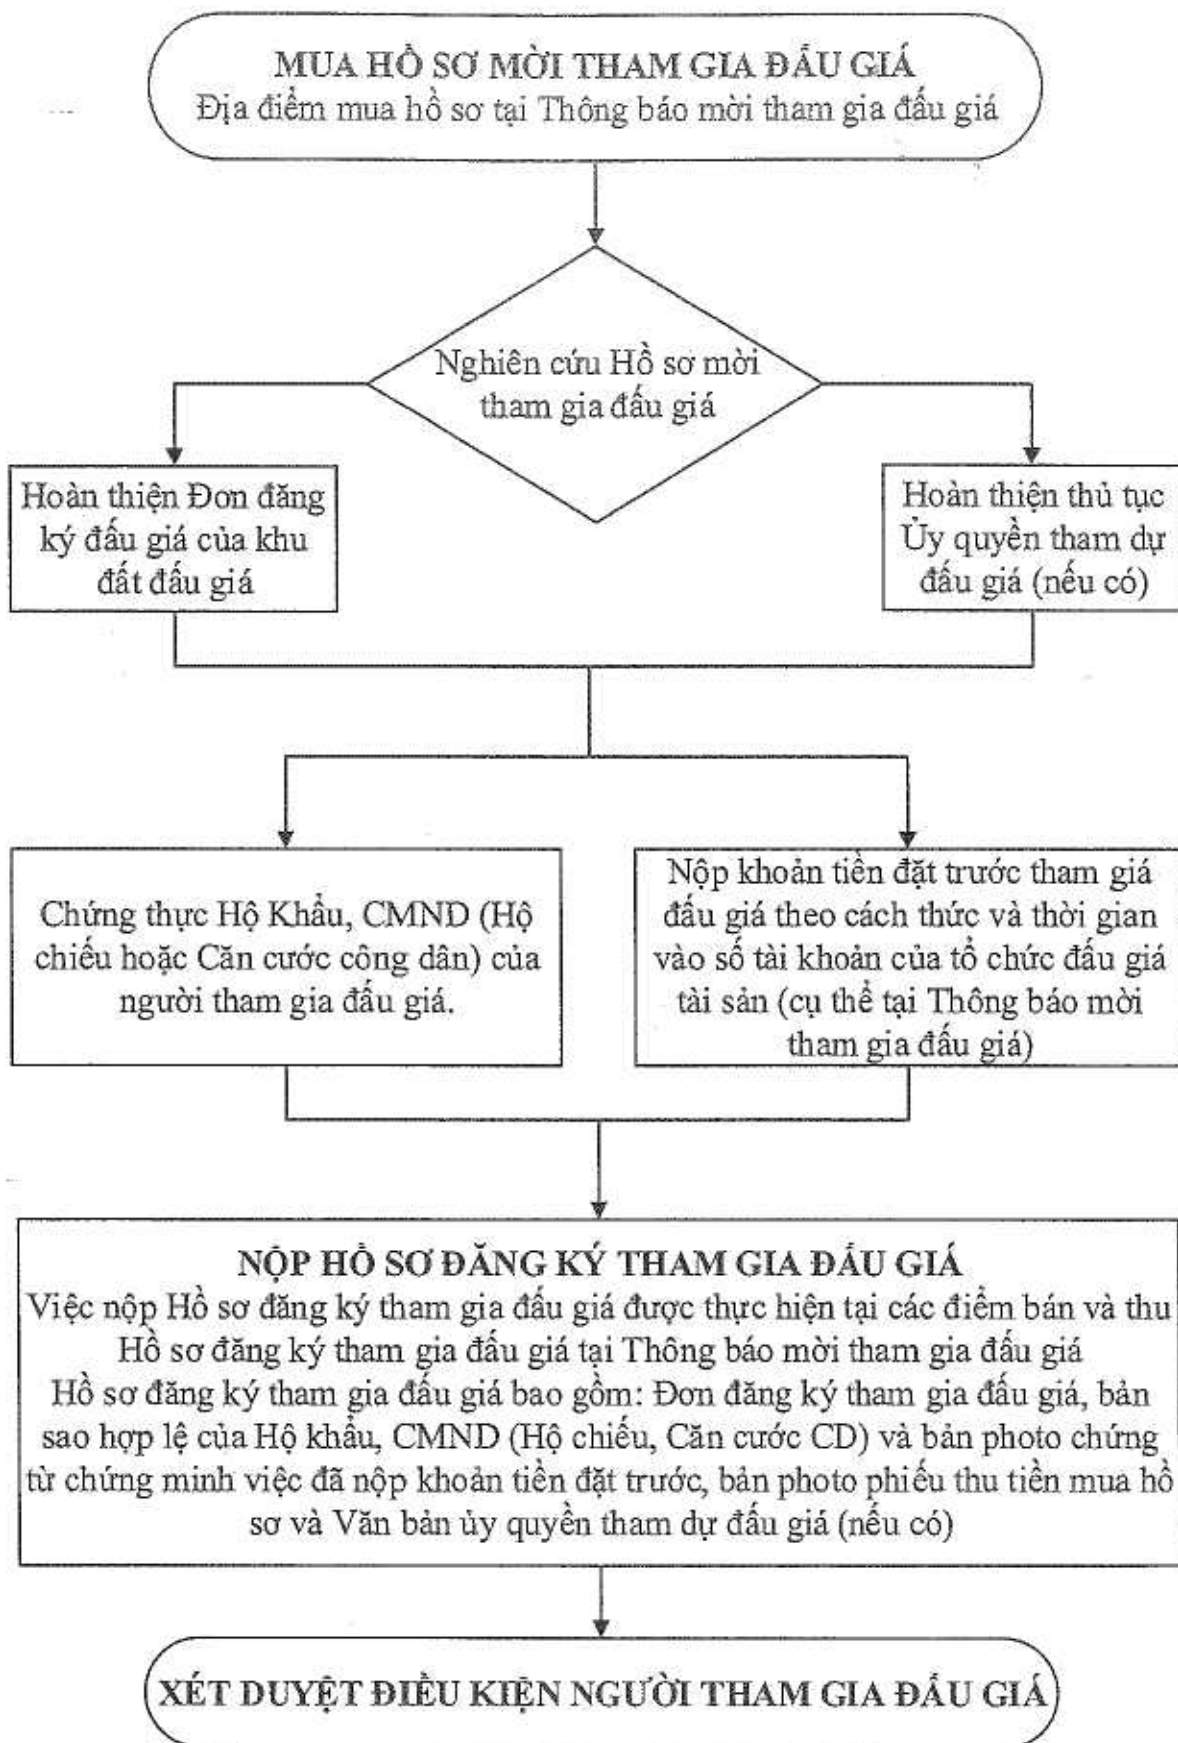 MUA HỒ SƠ MỜI THAM GIA ĐẤU GIÁ
Địa điểm mua hồ sơ tại Thông báo mời tham gia đấu giá
Nghiên cứu Hồ sơ mời
tham gia đấu giá
Hoàn thiện Đơn đăng
ký đấu giá của khu
đất đấu giá
Hoàn thiện thủ tục
Ủy quyền tham dự
đấu giá (nếu có)
Chứng thực Hộ Khẩu, CMND (Hộ
chiếu hoặc Căn cước công dân) của
người tham gia đấu giá.
Nộp khoản tiền đặt trước tham giá
đấu giá theo cách thức và thời gian
vào số tài khoản của tổ chức đấu giá
tài sản (cụ thể tại Thông báo mời
tham gia đấu giá)
NỘP HỒ SƠ ĐĂNG KÝ THAM GIA ĐẤU GIÁ
Việc nộp Hồ sơ đăng ký tham gia đấu giá được thực hiện tại các điểm bán và thu
Hồ sơ đăng ký tham gia đấu giá tại Thông báo mời tham gia đấu giá
Hồ sơ đăng ký tham gia đấu giá bao gồm: Đơn đăng ký tham gia đấu giá, bản
sao hợp lệ của Hộ khẩu, CMND (Hộ chiếu, Căn cước CD) và bản photo chứng
từ chứng minh việc đã nộp khoản tiền đặt trước, bản photo phiếu thu tiền mua hồ
sơ và Văn bản ủy quyền tham dự đấu giá (nếu có)
XÉT DUYỆT ĐIỀU KIỆN NGƯỜI THAM GIA ĐẤU GIÁ